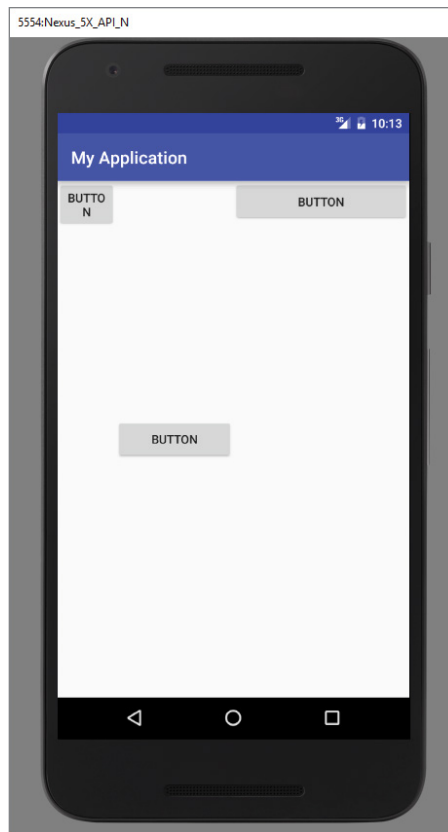 5554:Nexus_5X_API_N
3G 10:13
My Application
BUTTO
N
BUTTON
BUTTON